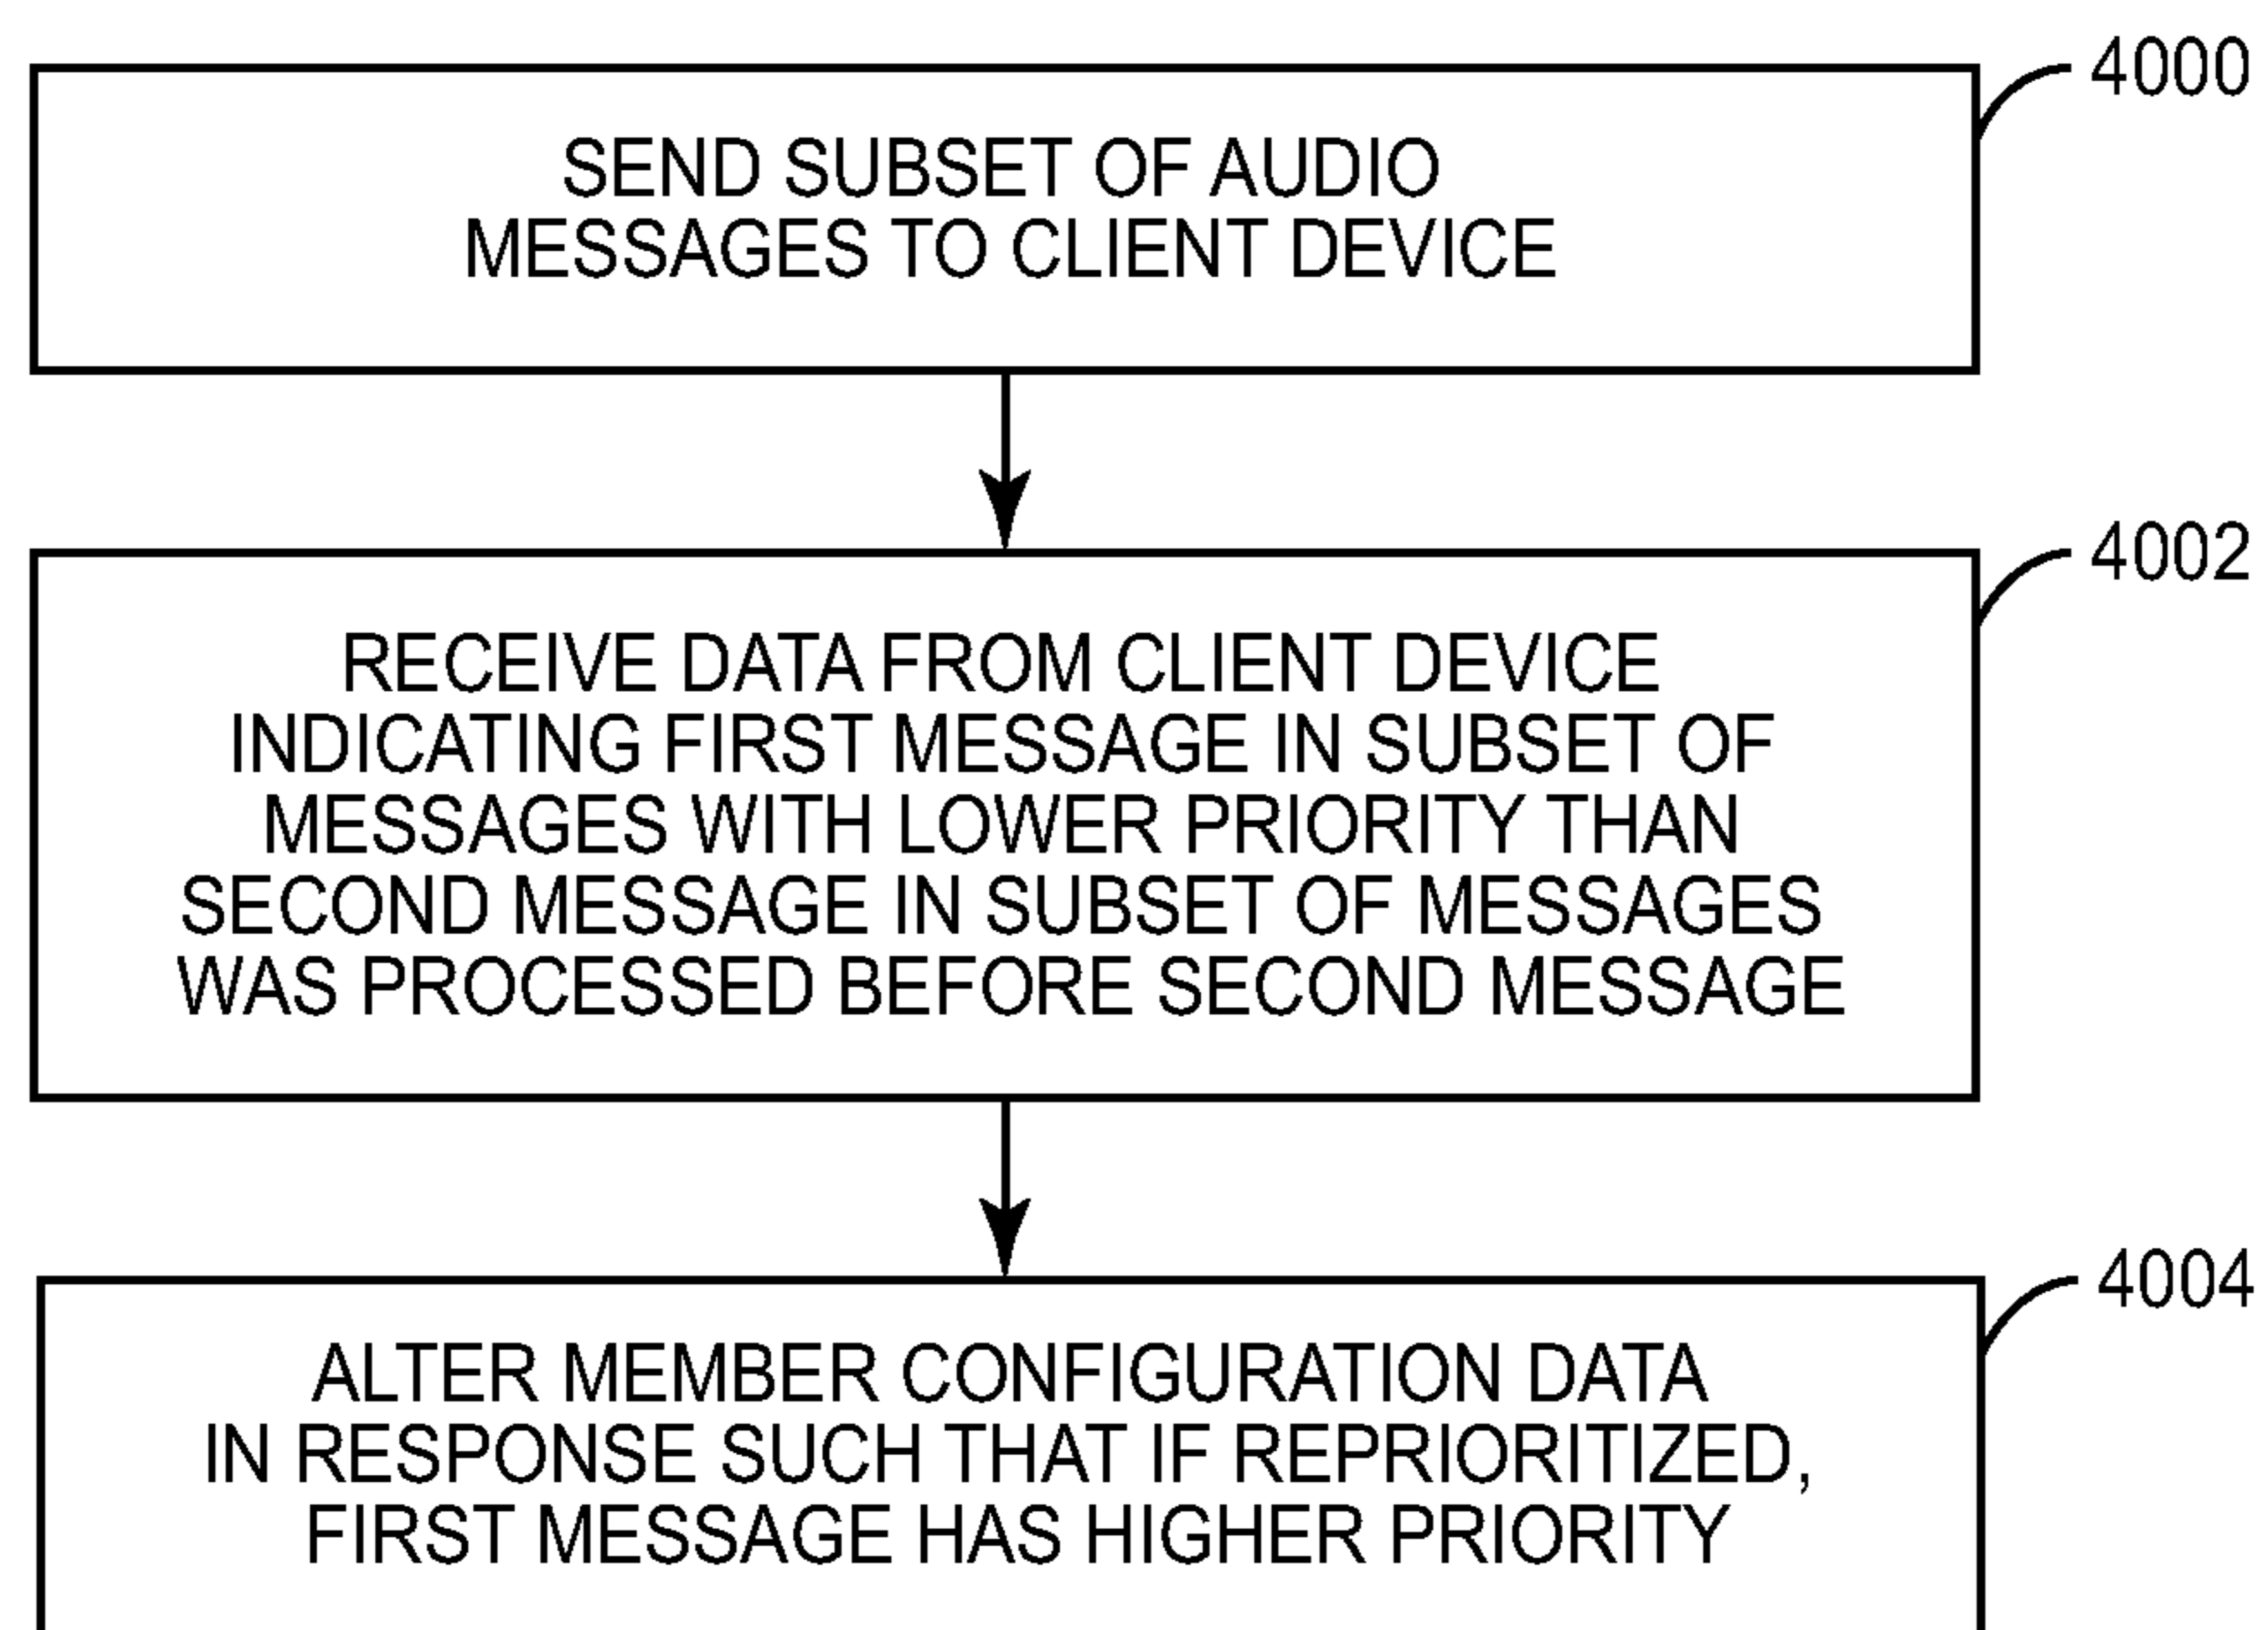 4000
SEND SUBSET OF AUDIO
MESSAGES TO CLIENT DEVICE
4002
RECEIVE DATA FROM CLIENT DEVICE
INDICATING FIRST MESSAGE IN SUBSET OF
MESSAGES WITH LOWER PRIORITY THAN
SECOND MESSAGE IN SUBSET OF MESSAGES
WAS PROCESSED BEFORE SECOND MESSAGE
4004
ALTER MEMBER CONFIGURATION DATA
IN RESPONSE SUCH THAT IF REPRIORITIZED,
FIRST MESSAGE HAS HIGHER PRIORITY